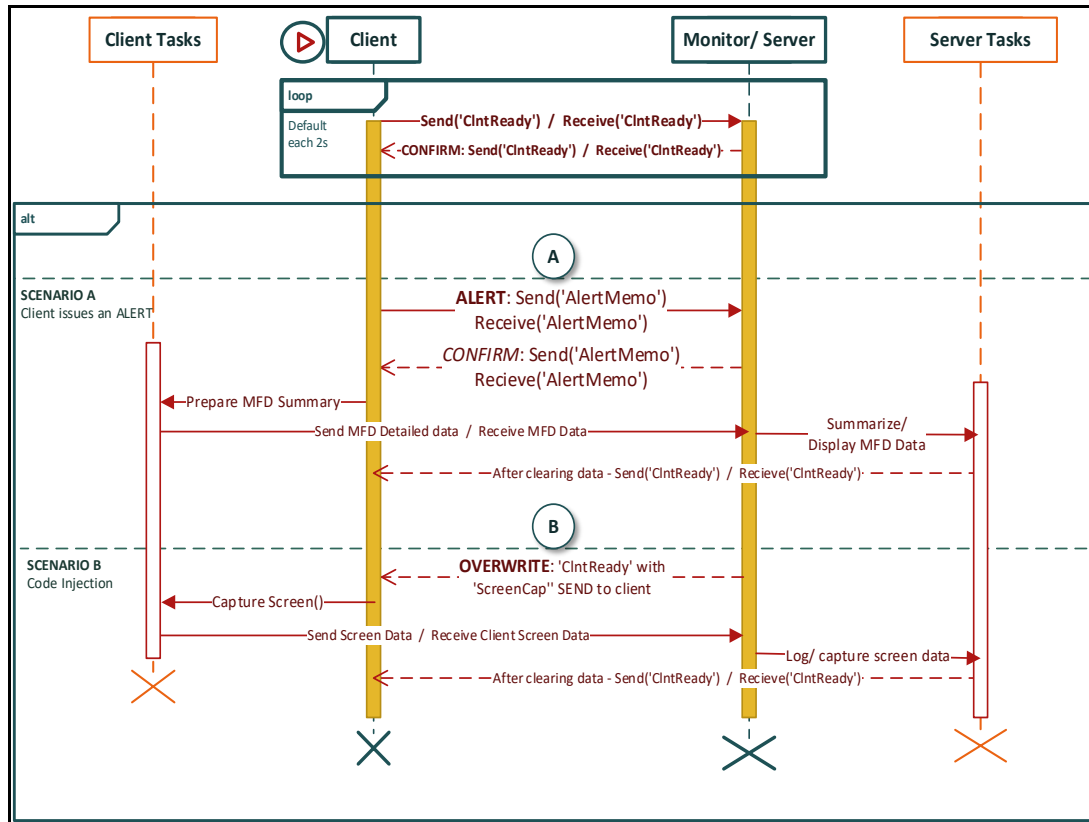 Client Tasks
Client
Monitor/ Server
Server Tasks
loop
Default
each 2s
Send('ClntReady') / Receive('ClntReady')
CONFIRM: Send('ClntReady') / Receive('ClntReady')
alt
A
SCENARIO A
Client issues an ALERT
ALERT: Send('AlertMemo')
Receive('AlertMemo')
CONFIRM: Send('AlertMemo')
Recieve('AlertMemo')
Prepare MFD Summary
Send MFD Detailed data / Receive MFD Data
Summarize/
Display MFD Data
After clearing data - Send('ClntReady') / Recieve('ClntReady')
B
SCENARIO B
Code Injection
OVERWRITE: 'ClntReady' with
'ScreenCap'' SEND to client
Capture Screen()
Send Screen Data / Receive Client Screen Data
Log/ capture screen data
After clearing data - Send('ClntReady') / Recieve('ClntReady')